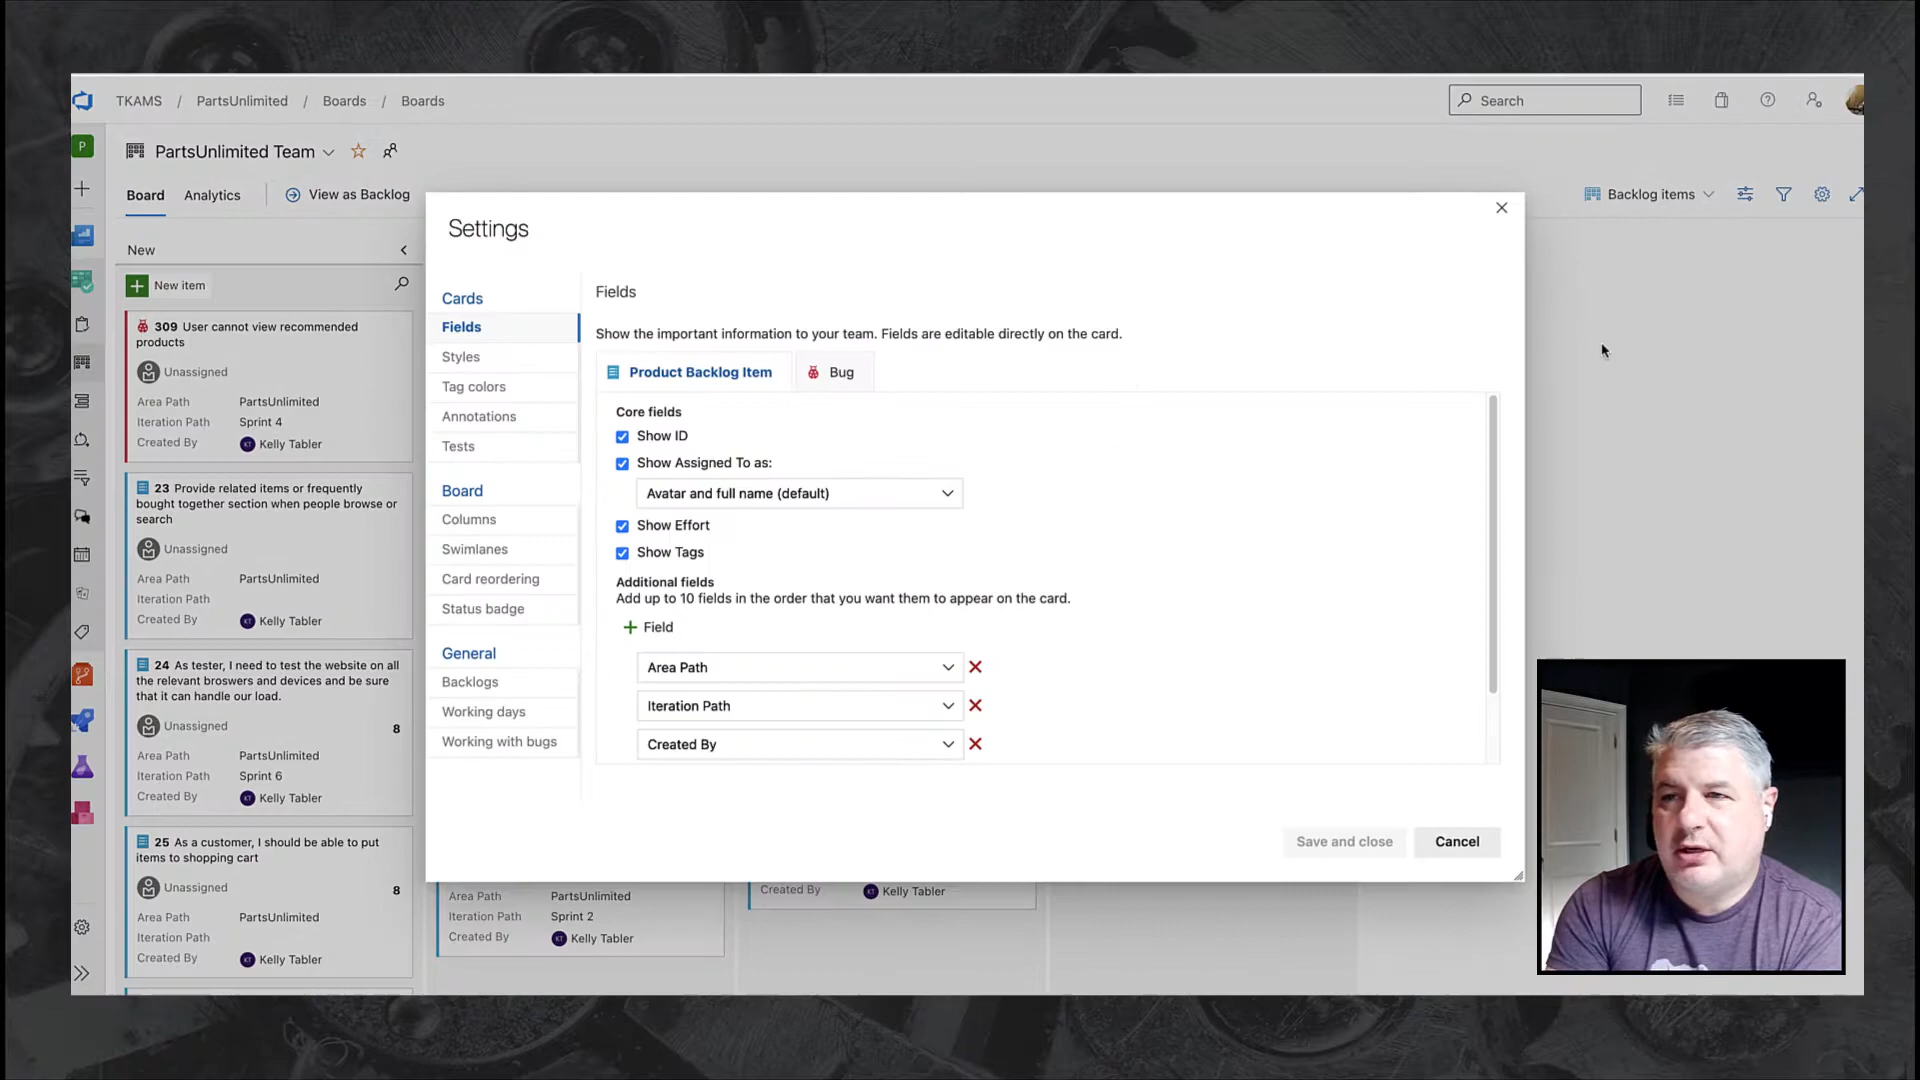 TKAMS / PartsUnlimited / Boards / Boards
Search
P
PartsUnlimited Team
Board Analytics View as Backlog
Backlog items
New
New item
309 User cannot view recommended
products
Unassigned
Area Path PartsUnlimited
Iteration Path Sprint 4
Created By KT Kelly Tabler
23 Provide related items or frequently
bought together section when people browse or
search
Unassigned
Area Path PartsUnlimited
Iteration Path
Created By KT Kelly Tabler
24 As tester, I need to test the website on all
the relevant broswers and devices and be sure
that it can handle our load.
Unassigned 8
Area Path PartsUnlimited
Iteration Path Sprint 6
Created By KT Kelly Tabler
25 As a customer, I should be able to put
items to shopping cart
Unassigned 8
Area Path PartsUnlimited
Iteration Path
Created By KT Kelly Tabler
Settings
Cards
Fields
Styles
Tag colors
Annotations
Tests
Board
Columns
Swimlanes
Card reordering
Status badge
General
Backlogs
Working days
Working with bugs
Fields
Show the important information to your team. Fields are editable directly on the card.
Product Backlog Item Bug
Core fields
Show ID
Show Assigned To as:
Avatar and full name (default)
Show Effort
Show Tags
Additional fields
Add up to 10 fields in the order that you want them to appear on the card.
Field
Area Path
Iteration Path
Created By
Save and close Cancel
Area Path PartsUnlimited
Iteration Path Sprint 2
Created By KT Kelly Tabler
Created By KT Kelly Tabler